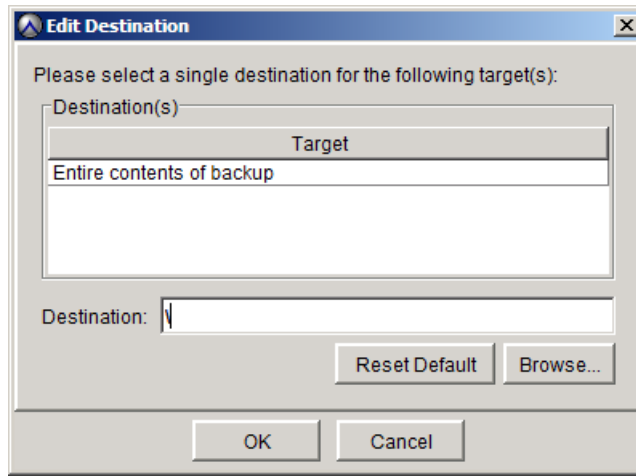 Edit Destination
Please select a single destination for the following target(s):
Destination(s)
Target
Entire contents of backup
Destination: \
Reset Default Browse...
OK Cancel